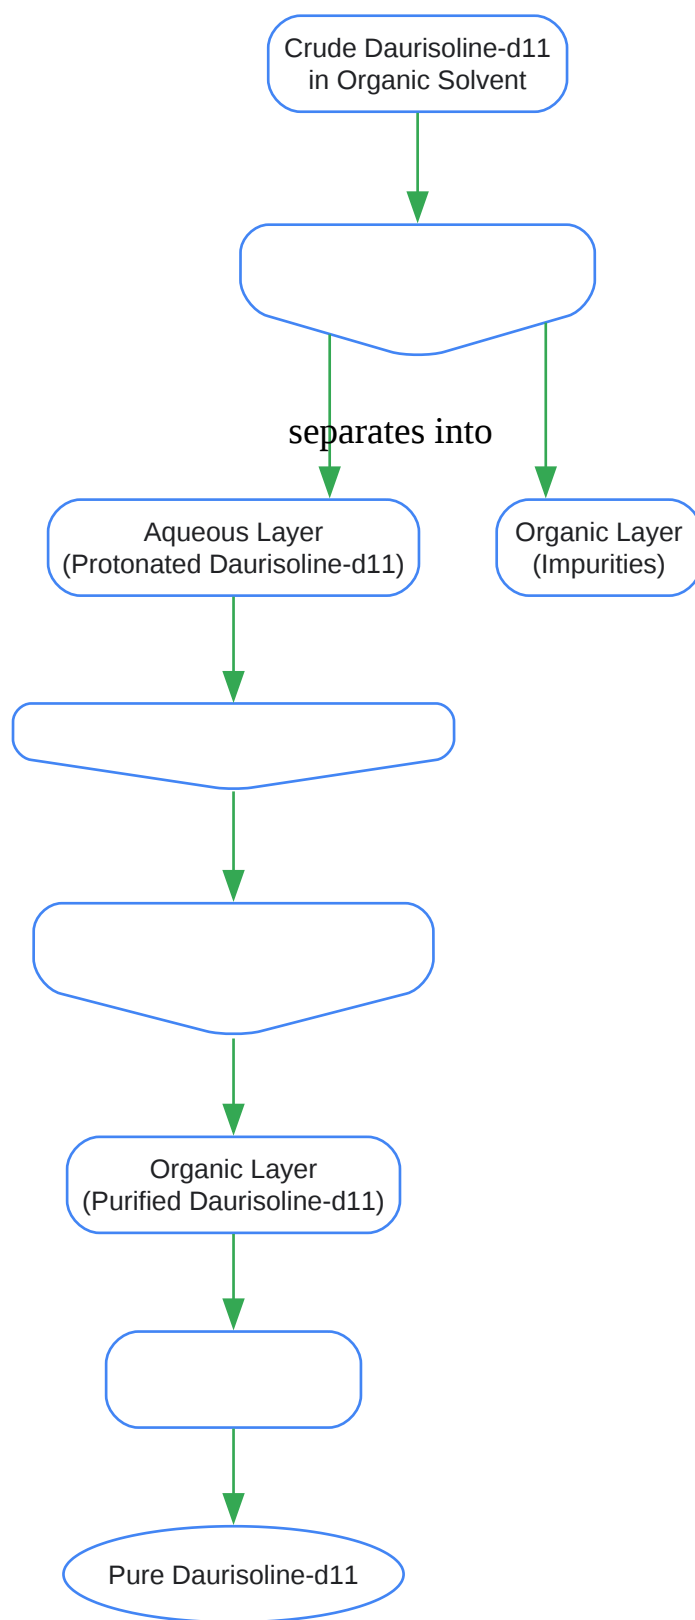 Crude Daurisoline-d11
in Organic Solvent
separates into
Aqueous Layer
(Protonated Daurisoline-d11)
Organic Layer
(Impurities)
Organic Layer
(Purified Daurisoline-d11)
Pure Daurisoline-d11